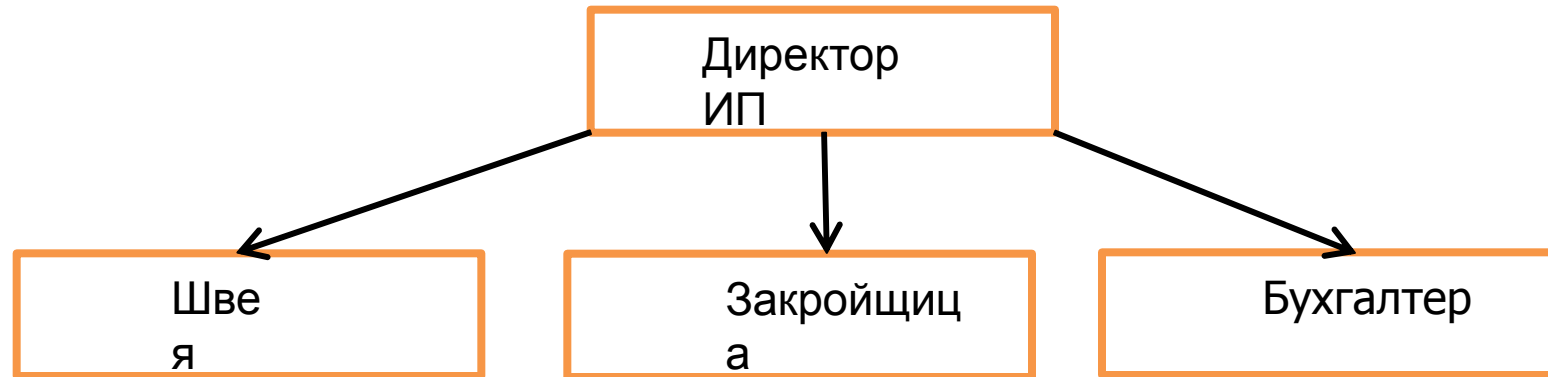 Директор
ИП
Шве
я
Закройщиц
а
Бухгалтер